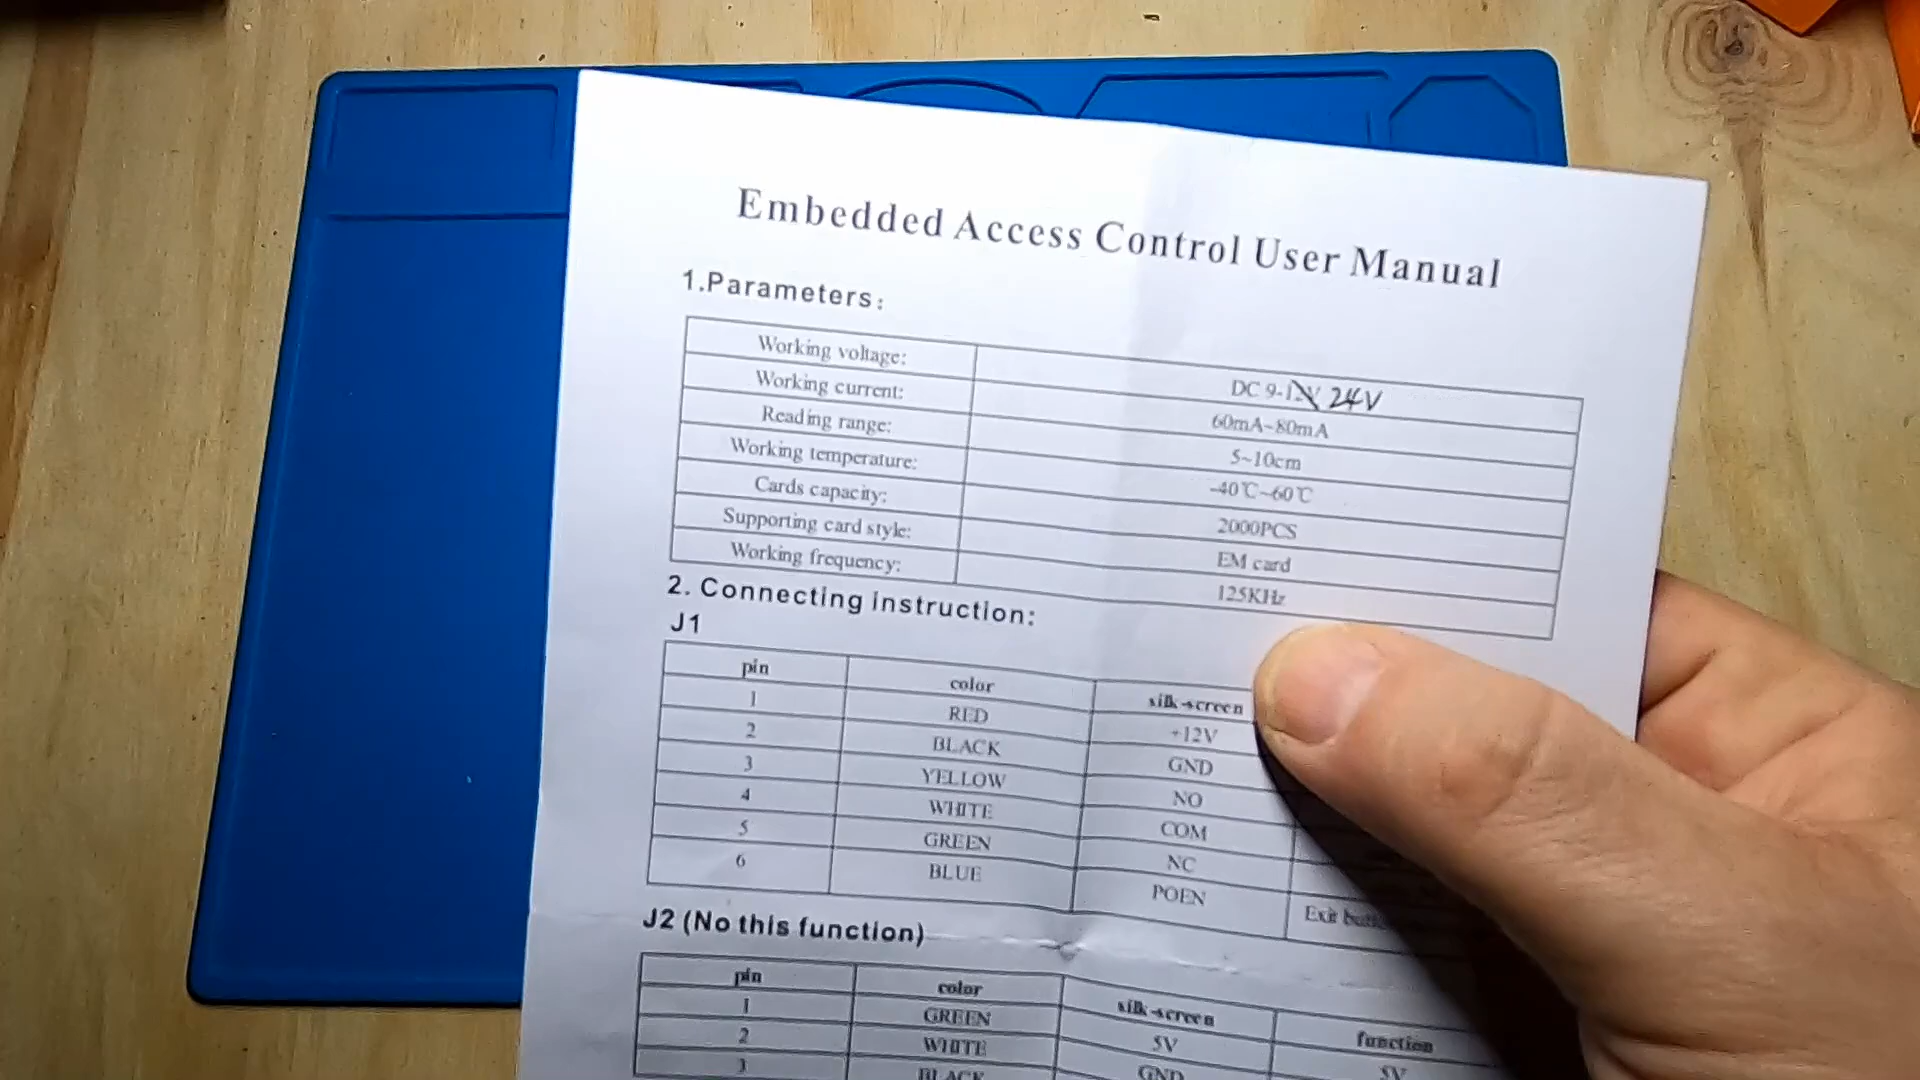 Embedded Access Control User Manual
1.Parameters:
Working voltage: DC 9-12V 24V
Working current: 60mA~80mA
Reading range: 5~10cm
Working temperature: -40℃~60℃
Cards capacity: 2000PCS
Supporting card style: EM card
Working frequency: 125KHz
2. Connecting instruction:
J1
pin color silk-screen
1 RED +12V
2 BLACK GND
3 YELLOW NO
4 WHITE COM
5 GREEN NC
6 BLUE POEN Exit
J2 (No this function)
pin color silk-screen function
1 GREEN 5V 5V
2 WHITE GND
3 BLACK